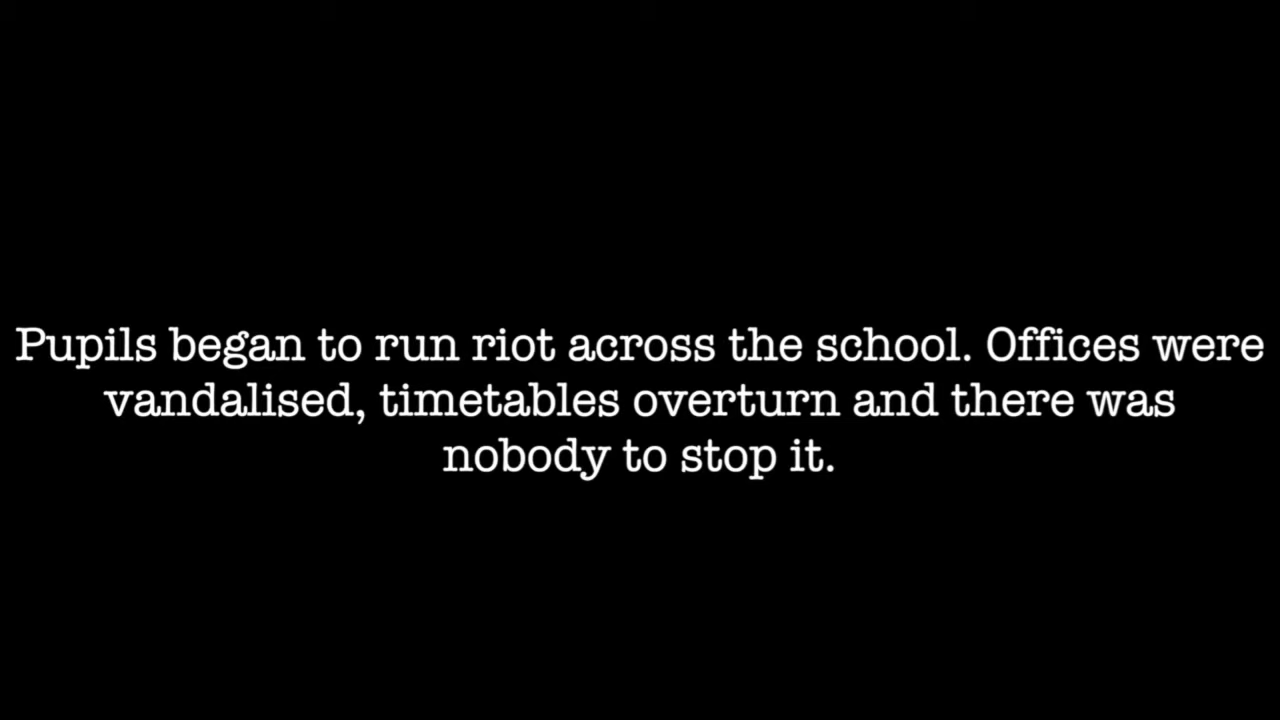 Pupils began to run riot across the school. Offices were
vandalised, timetables overturn and there was
nobody to stop it.